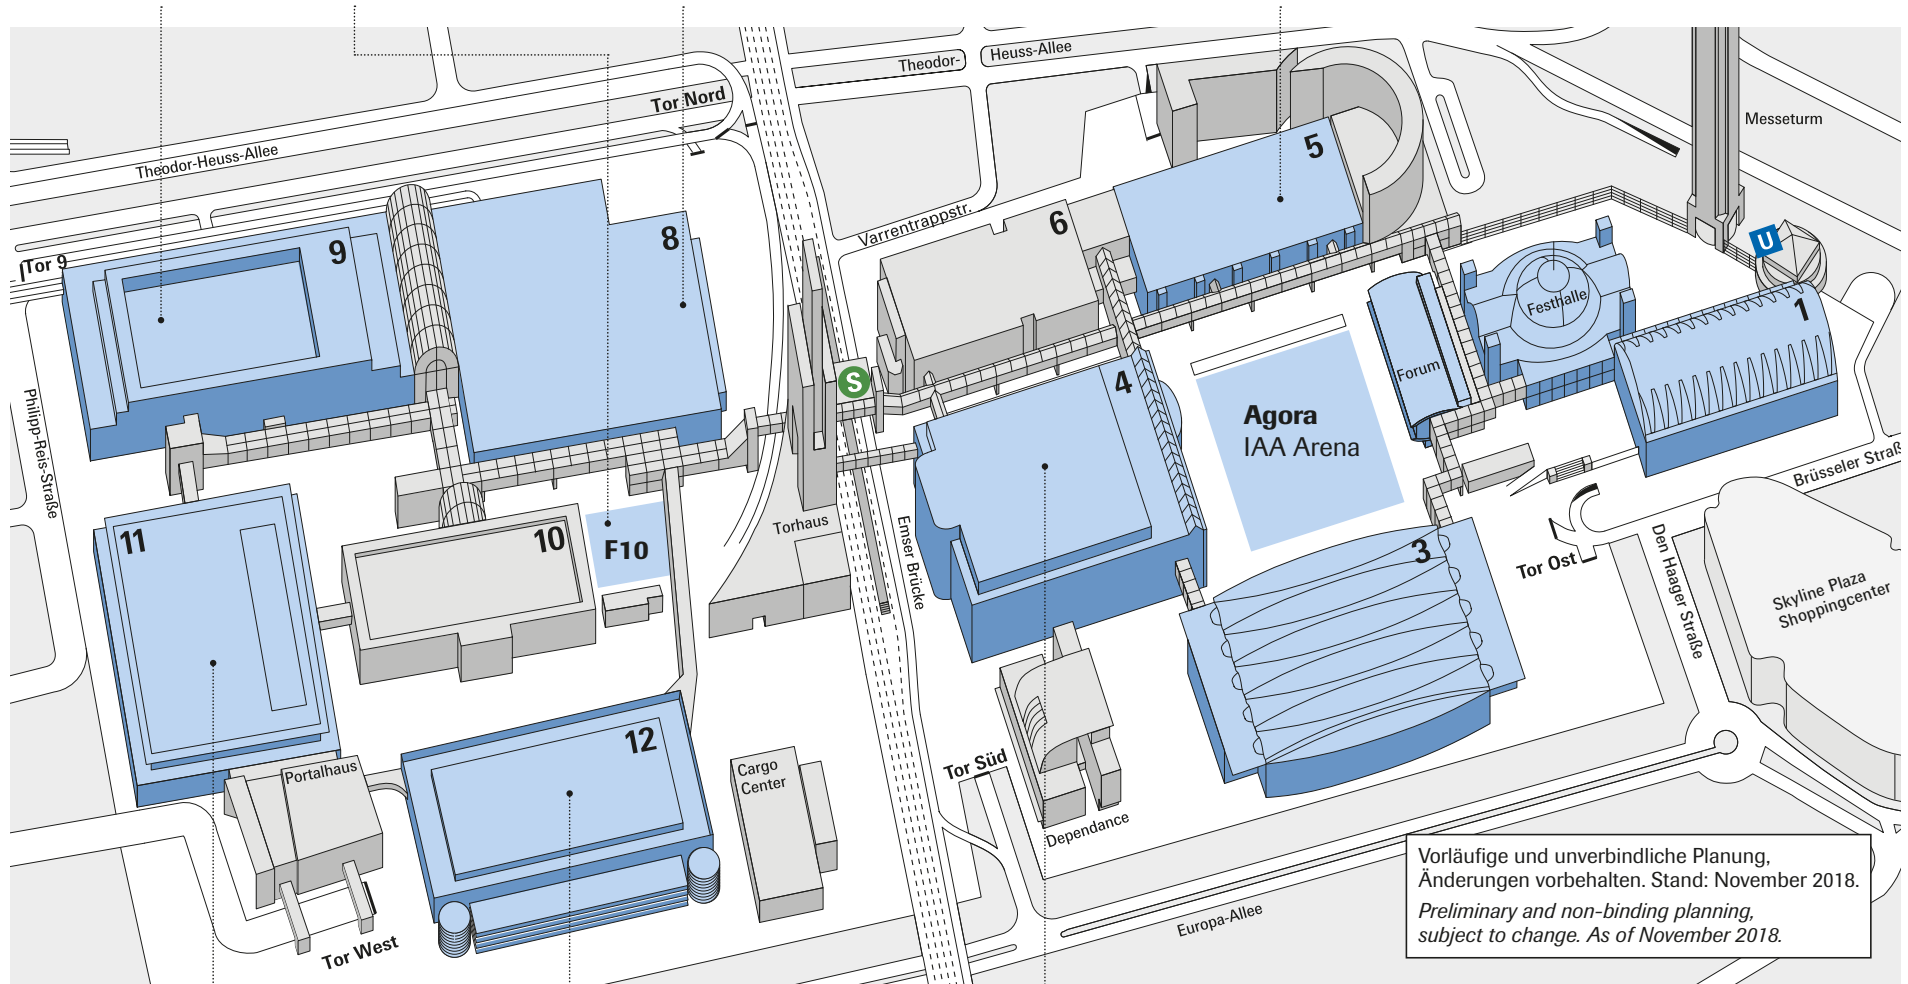 Theodor-
Heuss-Allee
Tor Nord
Messeturm
Theodor-Heuss-Allee
5
Varrentrappstr.
6
8
9
Tor 9
U
Festhalle
1
S
4
Forum
Agora
IAA Arena
Philipp-Reis-Straße
Brüsseler Straß
11
10
F10
Torhaus
Emser Brücke
3
Tor Ost
Den Haager Straße
Skyline Plaza
Shoppingcenter
12
Portalhaus
Cargo
Center
Tor Süd
Dependance
Tor West
Europa-Allee
Vorläufige und unverbindliche Planung,
Änderungen vorbehalten. Stand: November 2018.
Preliminary and non-binding planning,
subject to change. As of November 2018.